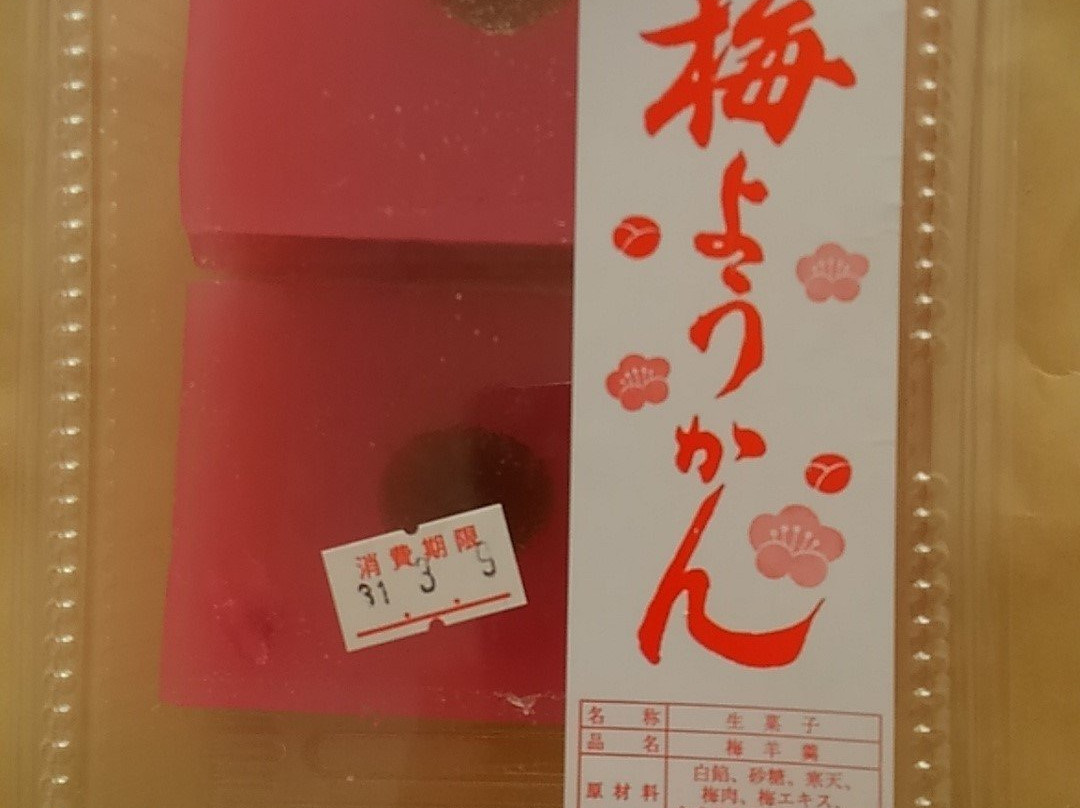 梅ようかん
消費期限
31 3 5
名称 生菓子
品名 梅羊羹
原材料 白餡、砂糖、寒天、
梅肉、梅エキス、